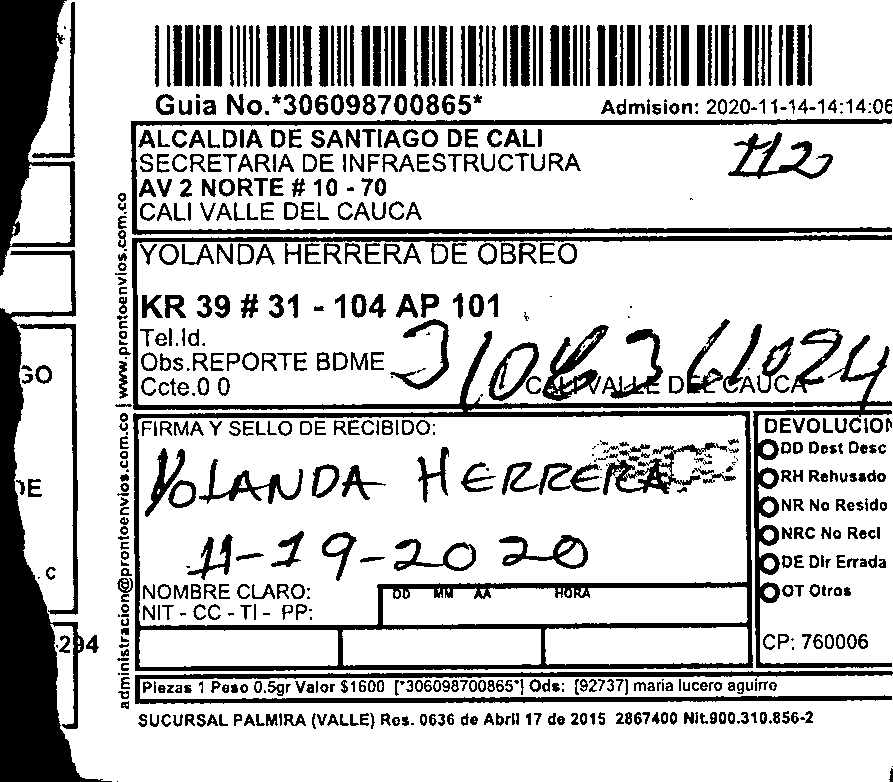 Guia No.*306098700865* Admision: 2020-11-14-14:14:06
ALCALDIA DE SANTIAGO DE CALI
112
SECRETARIA DE INFRAESTRUCTURA
AV 2 NORTE # 10 - 70
CALI VALLE DEL CAUCA
YOLANDA HERRERA DE OBREO
KR 39 # 31 - 104 AP 101
Tel.Id.
Obs.REPORTE BDME
Ccte.0 0
CALI VALLE DEL CAUCA
www.prontoenvios.com.co
administracion@prontoenvios.com.co
FIRMA Y SELLO DE RECIBIDO:
YOLANDA HERRERA
11-19-2020
NOMBRE CLARO:
NIT - CC - TI - PP:
DD MM AA HORA
DEVOLUCION
DD Dest Desc
RH Rehusado
NR No Resido
NRC No Recl
DE Dir Errada
OT Otros
CP: 760006
Piezas 1 Peso 0.5gr Valor $1600 [*306098700865*] Ods: [92737] maria lucero aguirre
SUCURSAL PALMIRA (VALLE) Res. 0636 de Abril 17 de 2015 2867400 Nit.900.310.856-2
GO
DE
C
294